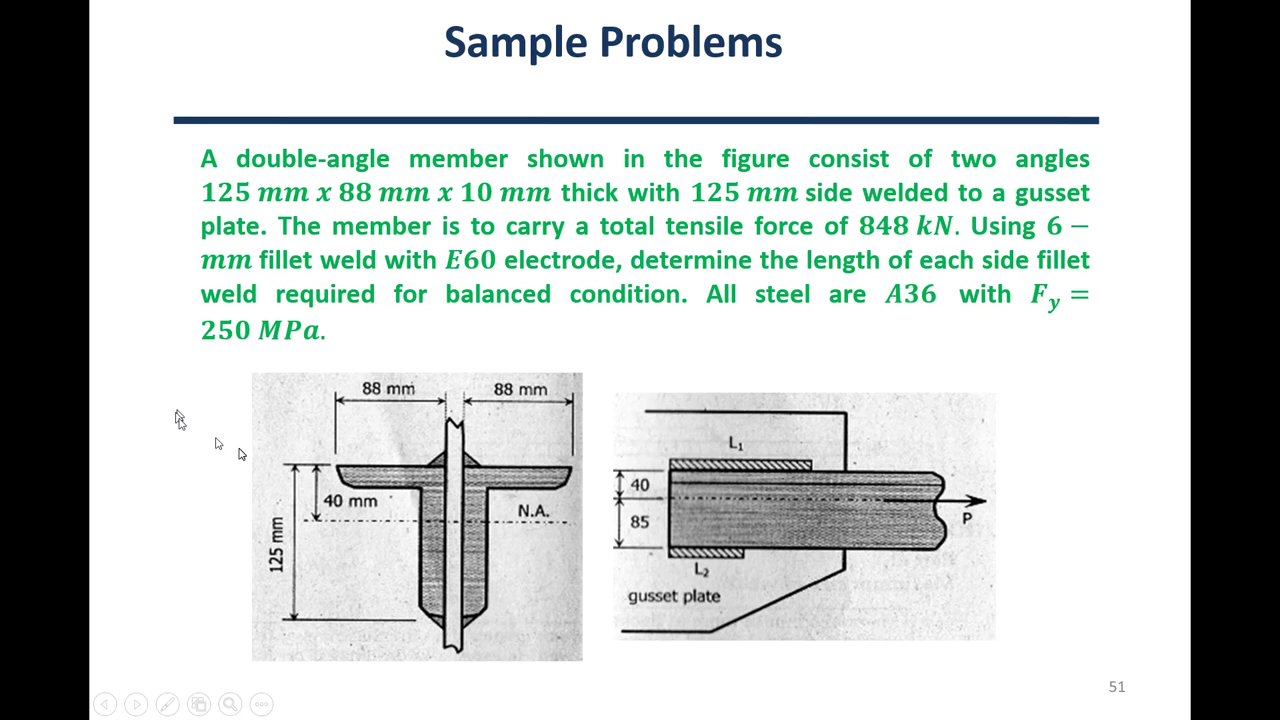 Sample Problems
A double-angle member shown in the figure consist of two angles
125 mm x 88 mm x 10 mm thick with 125 mm side welded to a gusset
plate. The member is to carry a total tensile force of 848 kN. Using 6 −
mm fillet weld with E60 electrode, determine the length of each side fillet
weld required for balanced condition. All steel are A36 with Fy =
250 MPa.
88 mm
88 mm
40 mm
N.A.
125 mm
L1
40
85
P
L2
gusset plate
51